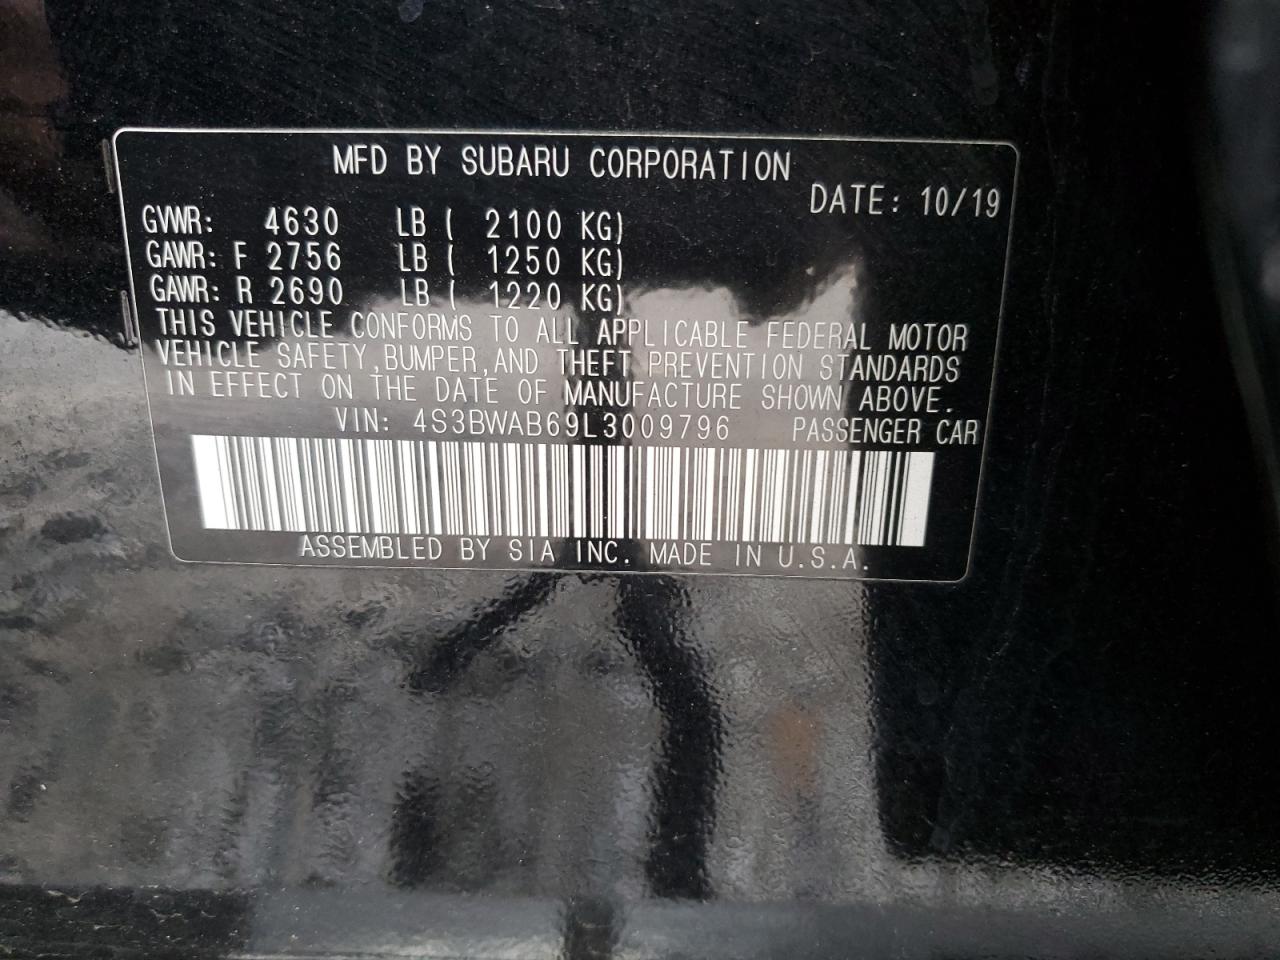 MFD BY SUBARU CORPORATION
DATE: 10/19
GVWR: 4630 LB ( 2100 KG)
GAWR: F 2756 LB ( 1250 KG)
GAWR: R 2690 LB ( 1220 KG)
THIS VEHICLE CONFORMS TO ALL APPLICABLE FEDERAL MOTOR
VEHICLE SAFETY, BUMPER, AND THEFT PREVENTION STANDARDS
IN EFFECT ON THE DATE OF MANUFACTURE SHOWN ABOVE.
VIN: 4S3BWAB69L3009796 PASSENGER CAR
ASSEMBLED BY SIA INC. MADE IN U.S.A.